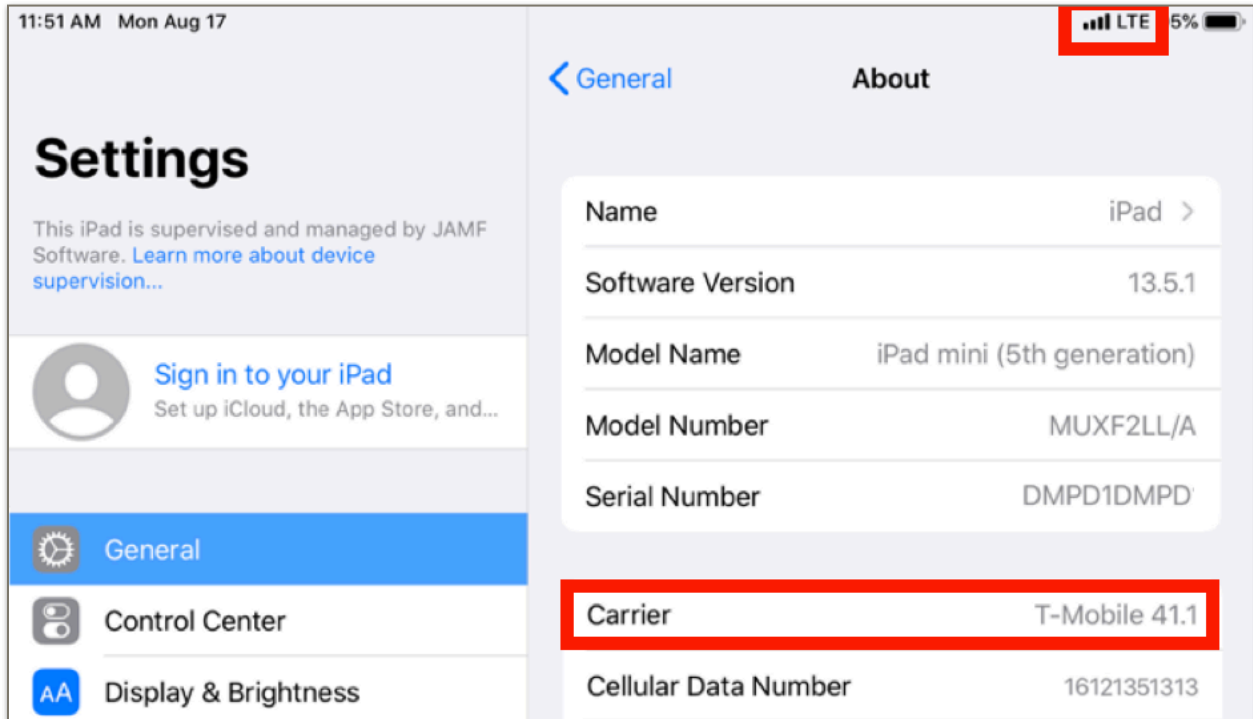 11:51 AM Mon Aug 17
LTE 5%
General
About
Settings
This iPad is supervised and managed by JAMF
Software. Learn more about device
supervision...
Sign in to your iPad
Set up iCloud, the App Store, and...
General
Control Center
AA Display & Brightness
Name iPad >
Software Version 13.5.1
Model Name iPad mini (5th generation)
Model Number MUXF2LL/A
Serial Number DMPD1DMPD
Carrier T-Mobile 41.1
Cellular Data Number 16121351313